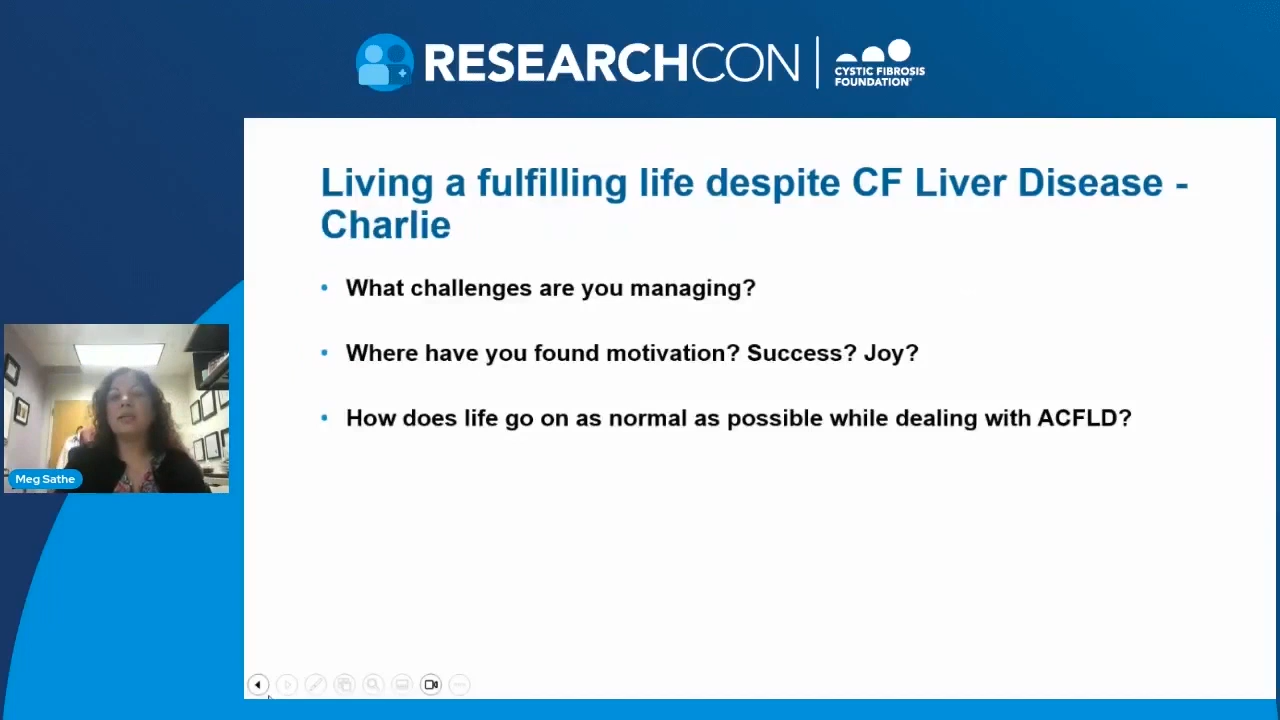 RESEARCHCON
CYSTIC FIBROSIS
FOUNDATION®
Living a fulfilling life despite CF Liver Disease -
Charlie
• What challenges are you managing?
• Where have you found motivation? Success? Joy?
• How does life go on as normal as possible while dealing with ACFLD?
Meg Sathe